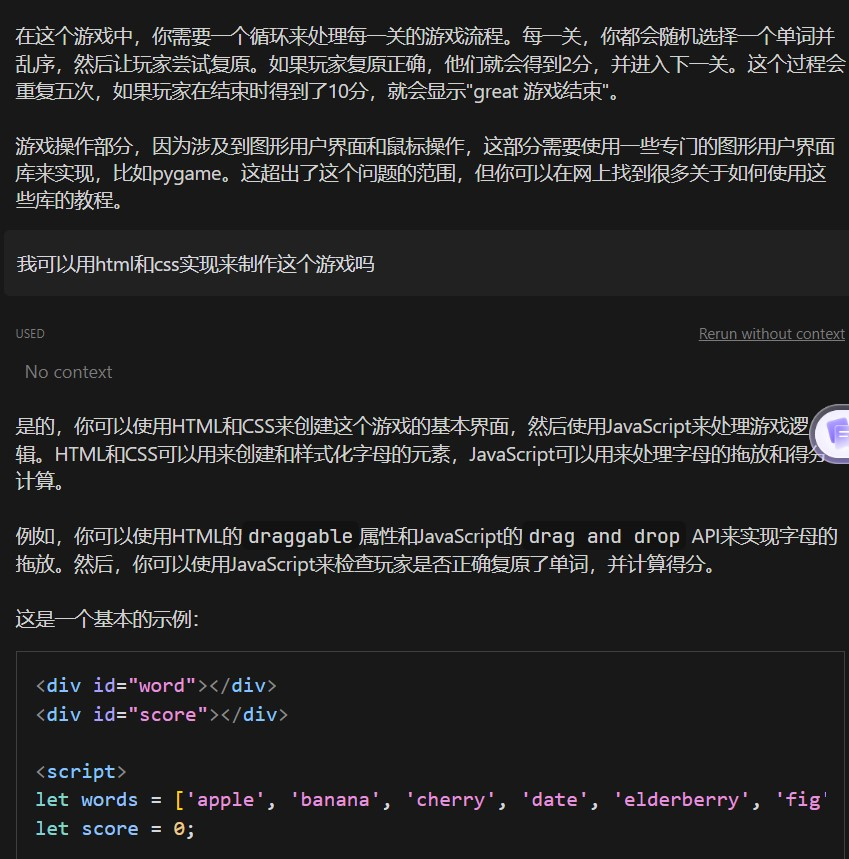 在这个游戏中，你需要一个循环来处理每一关的游戏流程。每一关，你都会随机选择一个单词并
乱序，然后让玩家尝试复原。如果玩家复原正确，他们就会得到2分，并进入下一关。这个过程会
重复五次，如果玩家在结束时得到了10分，就会显示"great 游戏结束"。
游戏操作部分，因为涉及到图形用户界面和鼠标操作，这部分需要使用一些专门的图形用户界面
库来实现，比如pygame。这超出了这个问题的范围，但你可以在网上找到很多关于如何使用这
些库的教程。
我可以用html和css实现来制作这个游戏吗
USED
Rerun without context
No context
是的，你可以使用HTML和CSS来创建这个游戏的基本界面，然后使用JavaScript来处理游戏逻
辑。HTML和CSS可以用来创建和样式化字母的元素，JavaScript可以用来处理字母的拖放和得分
计算。
例如，你可以使用HTML的 draggable 属性和JavaScript的 drag and drop API来实现字母的
拖放。然后，你可以使用JavaScript来检查玩家是否正确复原了单词，并计算得分。
这是一个基本的示例：
<div id="word"></div>
<div id="score"></div>
<script>
let words = ['apple', 'banana', 'cherry', 'date', 'elderberry', 'fig'
let score = 0;